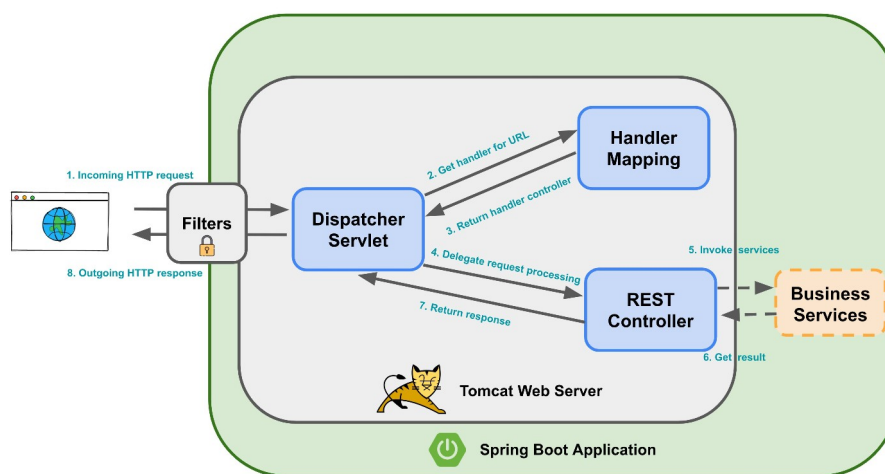 1. Incoming HTTP request
Filters
8. Outgoing HTTP response
Dispatcher
Servlet
2. Get handler for URL
3. Return handler controller
Handler
Mapping
4. Delegate request processing
7. Return response
REST
Controller
5. Invoke services
6. Get result
Business
Services
Tomcat Web Server
Spring Boot Application